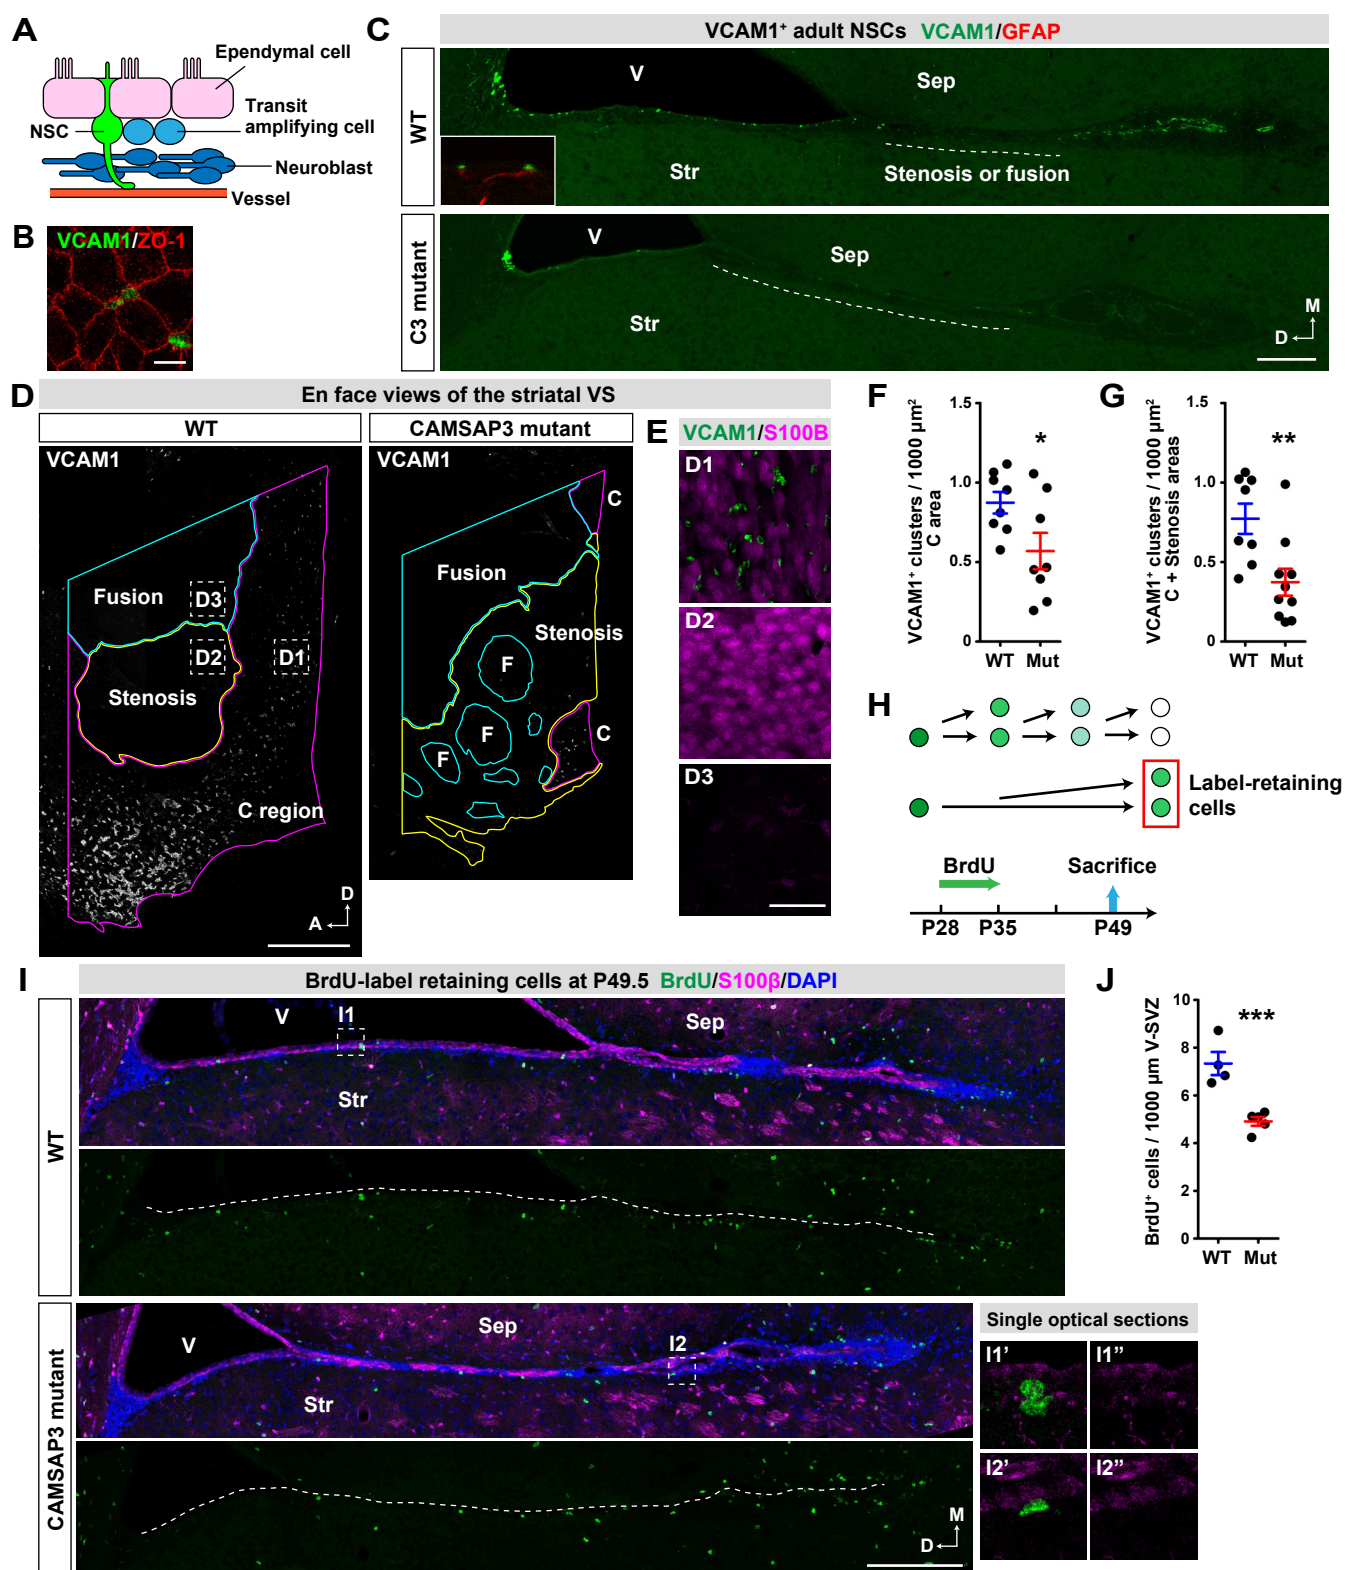 A
Ependymal cell
Transit
amplifying cell
NSC
Neuroblast
Vessel
B
VCAM1/ZO-1
C
VCAM1⁺ adult NSCs VCAM1/GFAP
WT
V
Sep
Str
Stenosis or fusion
C3 mutant
V
Sep
Str
M
D
D
En face views of the striatal VS
WT
CAMSAP3 mutant
VCAM1
Fusion
D3
D2
D1
Stenosis
C region
D
A
VCAM1
C
Fusion
Stenosis
F
F
F
C
E
VCAM1/S100B
D1
D2
D3
F
VCAM1⁺ clusters / 1000 µm²
C area
1.5
1.0
0.5
0
*
WT
Mut
G
VCAM1⁺ clusters / 1000 µm²
C + Stenosis areas
1.5
1.0
0.5
0
**
WT
Mut
H
Label-retaining
cells
BrdU
Sacrifice
P28
P35
P49
I
BrdU-label retaining cells at P49.5 BrdU/S100β/DAPI
WT
V
I1
Sep
Str
CAMSAP3 mutant
V
Sep
I2
Str
M
D
Single optical sections
I1’
I1”
I2’
I2”
J
BrdU⁺ cells / 1000 µm V-SVZ
10
8
6
4
2
0
***
WT
Mut